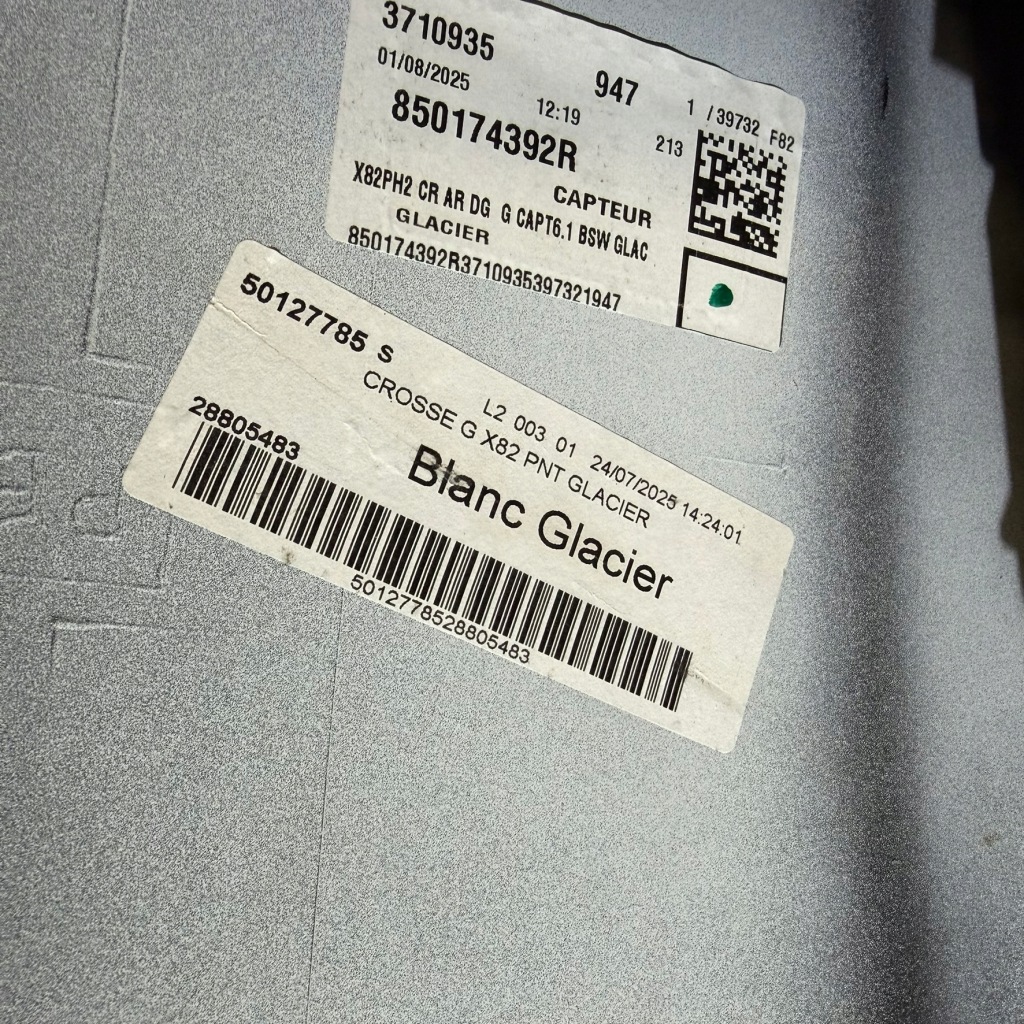 3710935
01/08/2025
947
12:19
1 / 39732 F82
850174392R
213
CAPTEUR
X82PH2 CR AR DG G CAPT6.1 BSW GLAC
GLACIER
850174392R3710935397321947
50127785 S
L2 003 01 24/07/2025 14:24:01
CROSSE G X82 PNT GLACIER
28805483
Blanc Glacier
5012778528805483